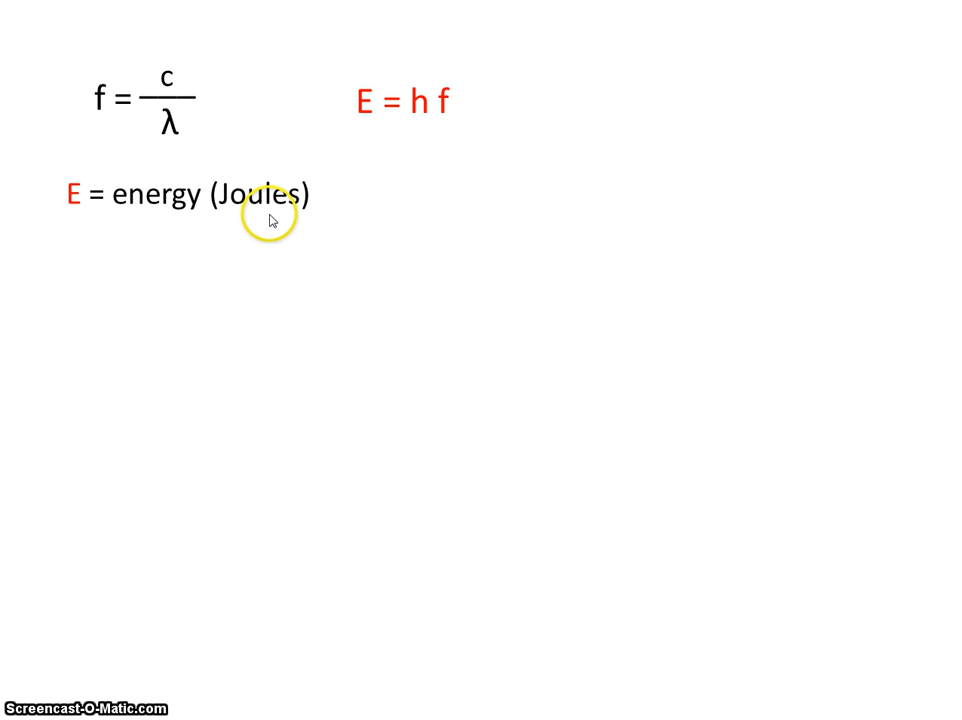 f = c/λ
E = h f
E = energy (Joules)
Screencast-O-Matic.com